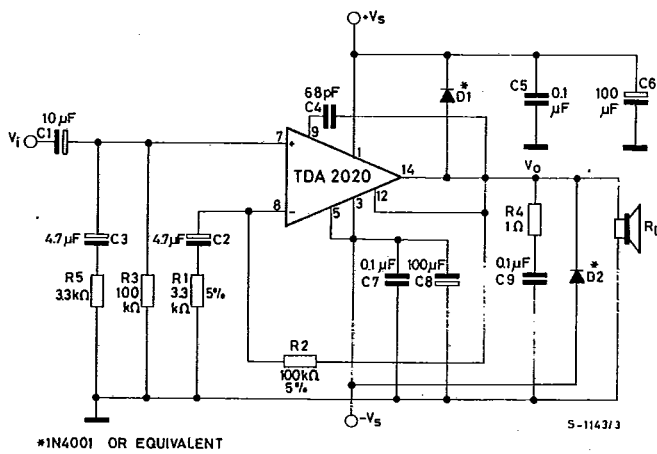 +Vs
68pF
C4
*
D1
C5
0.1
µF
100
µF
C6
10 µF
Vi
C1
9
7
+
1
TDA 2020
14
Vo
8
−
5
3
12
R4
1Ω
4.7µF
C3
4.7µF
C2
0.1µF
C7
100µF
C8
0.1µF
C9
*
D2
R5
3.3kΩ
R3
100
kΩ
R1
3.3
kΩ
5%
R2
100kΩ
5%
−Vs
S-1143/3
*1N4001 OR EQUIVALENT